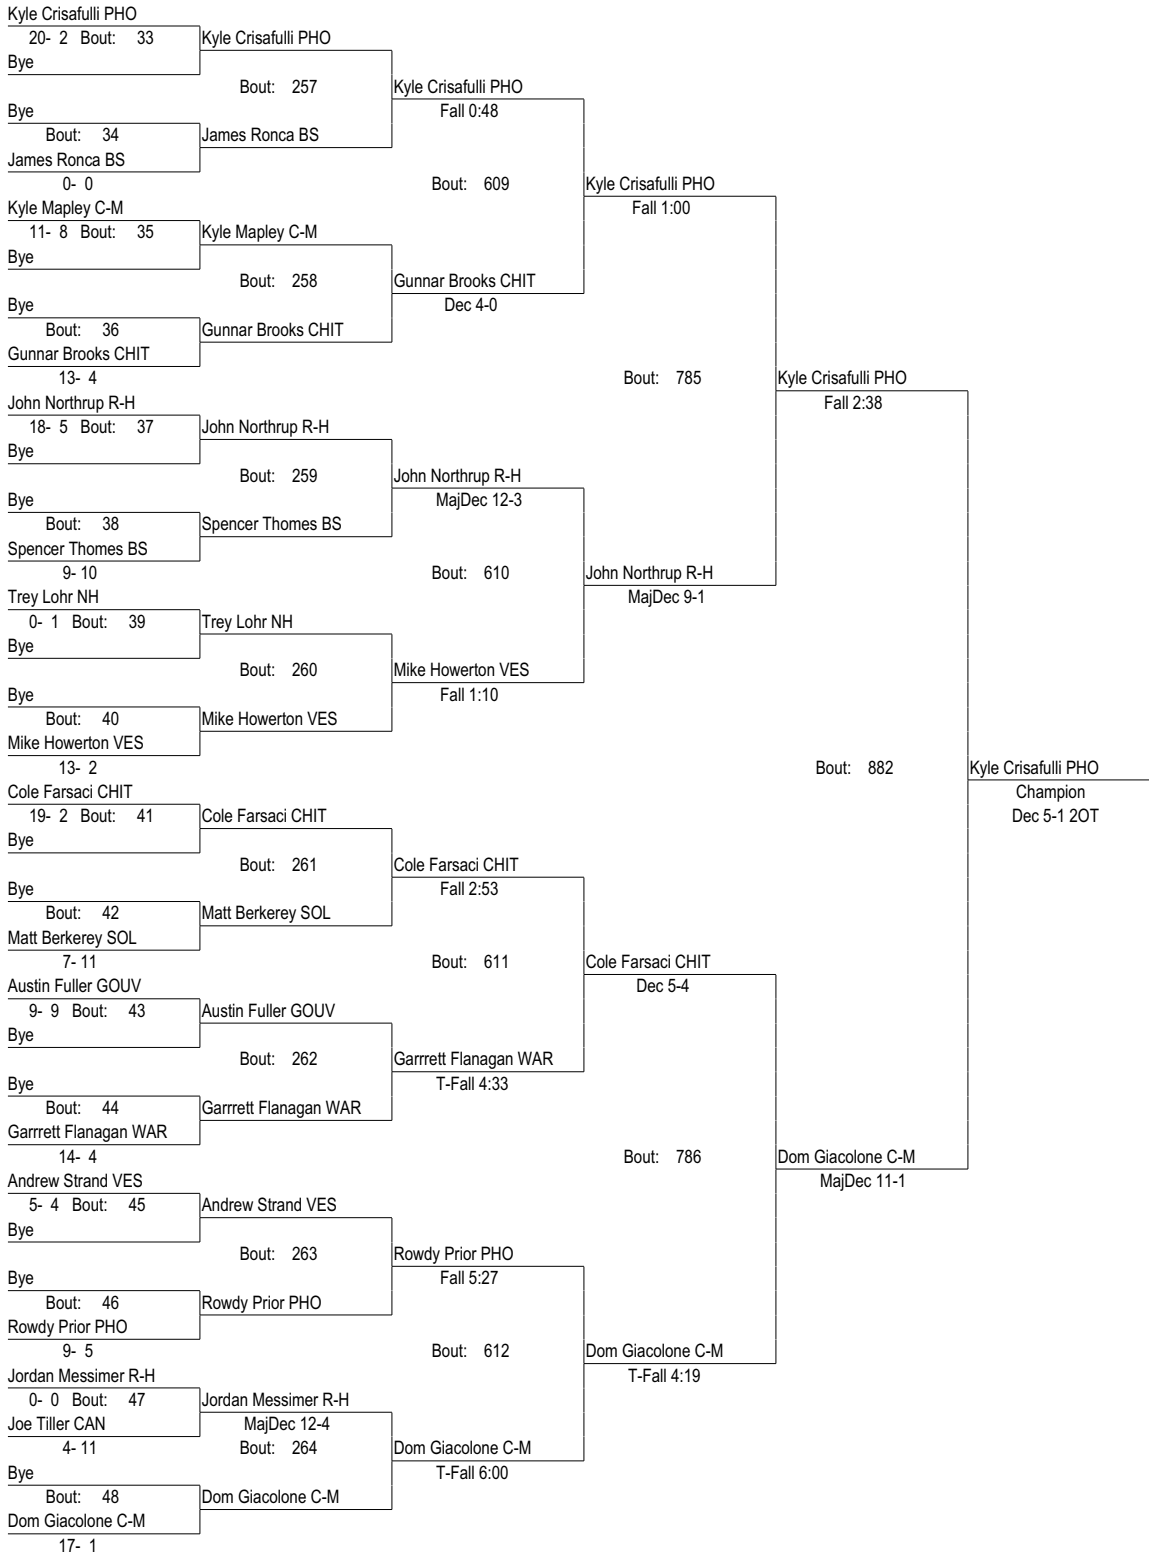 Kyle Crisafulli PHO
20- 2 Bout: 33 Kyle Crisafulli PHO
Bye
Bout: 257 Kyle Crisafulli PHO
Bye Fall 0:48
Bout: 34 James Ronca BS
James Ronca BS
0- 0 Bout: 609 Kyle Crisafulli PHO
Kyle Mapley C-M Fall 1:00
11- 8 Bout: 35 Kyle Mapley C-M
Bye
Bout: 258 Gunnar Brooks CHIT
Bye Dec 4-0
Bout: 36 Gunnar Brooks CHIT
Gunnar Brooks CHIT
13- 4 Bout: 785 Kyle Crisafulli PHO
John Northrup R-H Fall 2:38
18- 5 Bout: 37 John Northrup R-H
Bye
Bout: 259 John Northrup R-H
Bye MajDec 12-3
Bout: 38 Spencer Thomes BS
Spencer Thomes BS
9- 10 Bout: 610 John Northrup R-H
Trey Lohr NH MajDec 9-1
0- 1 Bout: 39 Trey Lohr NH
Bye
Bout: 260 Mike Howerton VES
Bye Fall 1:10
Bout: 40 Mike Howerton VES
Mike Howerton VES
13- 2 Bout: 882 Kyle Crisafulli PHO
Cole Farsaci CHIT Champion
19- 2 Bout: 41 Cole Farsaci CHIT Dec 5-1 2OT
Bye
Bout: 261 Cole Farsaci CHIT
Bye Fall 2:53
Bout: 42 Matt Berkerey SOL
Matt Berkerey SOL
7- 11 Bout: 611 Cole Farsaci CHIT
Austin Fuller GOUV Dec 5-4
9- 9 Bout: 43 Austin Fuller GOUV
Bye
Bout: 262 Garrrett Flanagan WAR
Bye T-Fall 4:33
Bout: 44 Garrrett Flanagan WAR
Garrrett Flanagan WAR
14- 4 Bout: 786 Dom Giacolone C-M
Andrew Strand VES MajDec 11-1
5- 4 Bout: 45 Andrew Strand VES
Bye
Bout: 263 Rowdy Prior PHO
Bye Fall 5:27
Bout: 46 Rowdy Prior PHO
Rowdy Prior PHO
9- 5 Bout: 612 Dom Giacolone C-M
Jordan Messimer R-H T-Fall 4:19
0- 0 Bout: 47 Jordan Messimer R-H
Joe Tiller CAN MajDec 12-4
4- 11 Bout: 264 Dom Giacolone C-M
Bye T-Fall 6:00
Bout: 48 Dom Giacolone C-M
Dom Giacolone C-M
17- 1